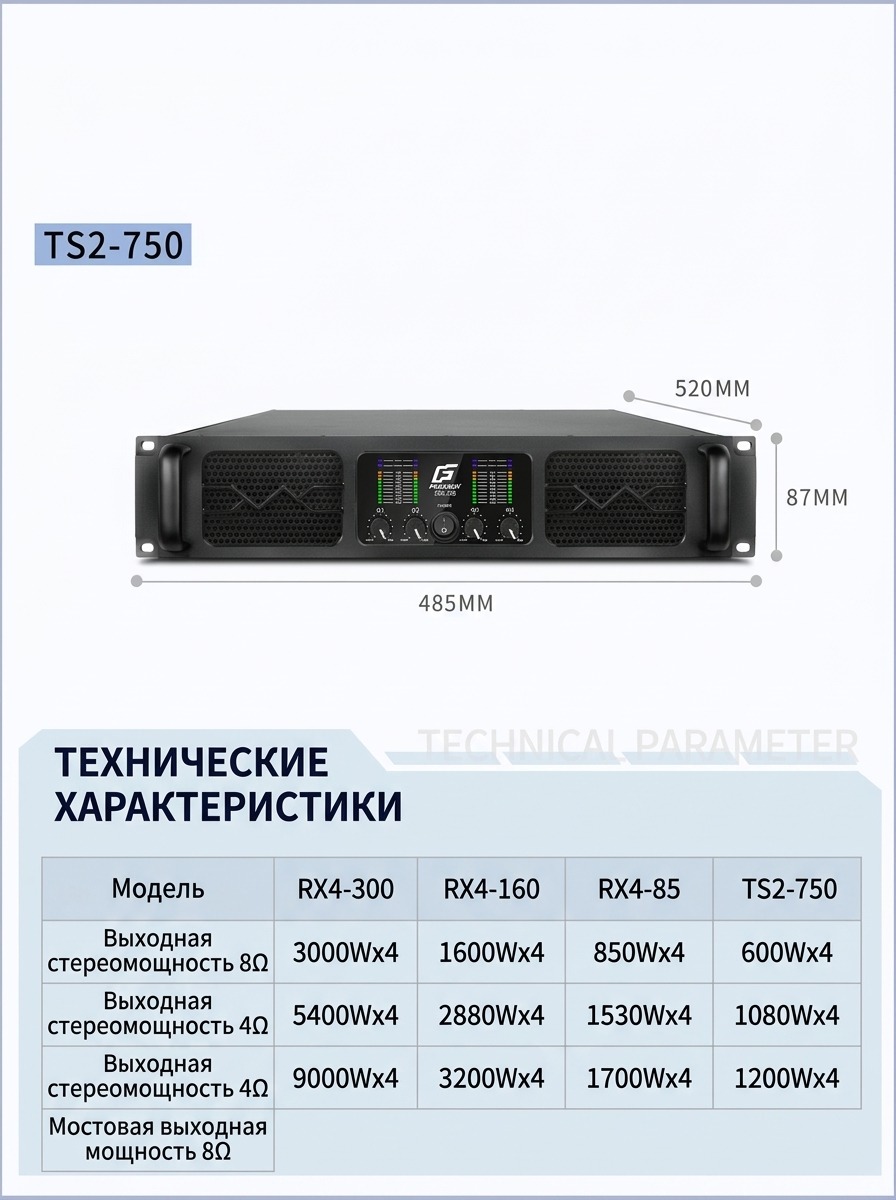 TS2-750
520MM
87MM
485MM
TECHNICAL PARAMETER
ТЕХНИЧЕСКИЕ
ХАРАКТЕРИСТИКИ
Модель RX4-300 RX4-160 RX4-85 TS2-750
Выходная
стереомощность 8Ω 3000Wx4 1600Wx4 850Wx4 600Wx4
Выходная
стереомощность 4Ω 5400Wx4 2880Wx4 1530Wx4 1080Wx4
Выходная
стереомощность 4Ω 9000Wx4 3200Wx4 1700Wx4 1200Wx4
Мостовая выходная
мощность 8Ω